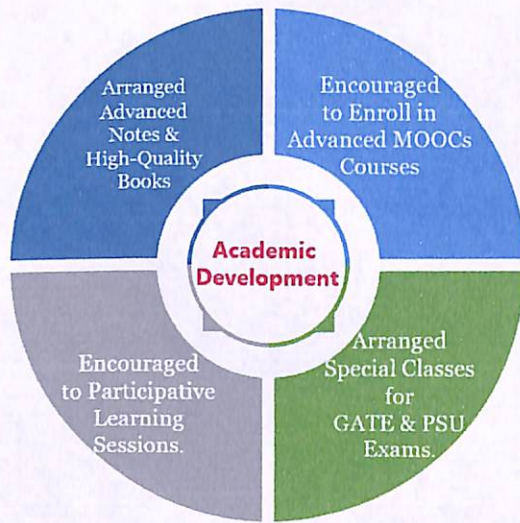 Arranged
Advanced
Notes &
High-Quality
Books
Encouraged
to Enroll in
Advanced MOOCs
Courses
Academic
Development
Encouraged
to Participative
Learning
Sessions.
Arranged
Special Classes
for
GATE & PSU
Exams.